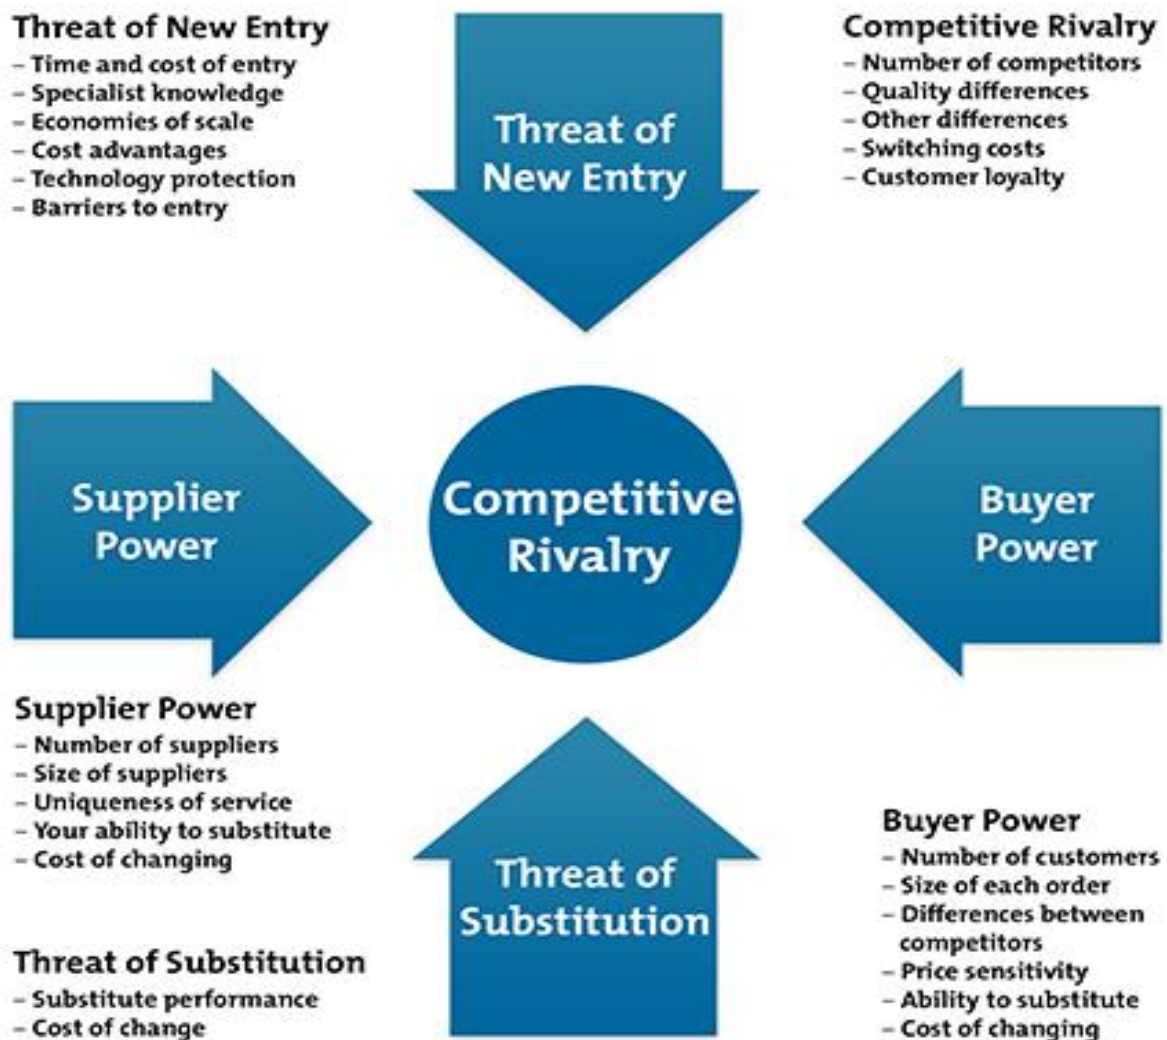 Threat of New Entry
– Time and cost of entry
– Specialist knowledge
– Economies of scale
– Cost advantages
– Technology protection
– Barriers to entry
Threat of
New Entry
Competitive Rivalry
– Number of competitors
– Quality differences
– Other differences
– Switching costs
– Customer loyalty
Supplier
Power
Competitive
Rivalry
Buyer
Power
Supplier Power
– Number of suppliers
– Size of suppliers
– Uniqueness of service
– Your ability to substitute
– Cost of changing
Threat of Substitution
– Substitute performance
– Cost of change
Threat of
Substitution
Buyer Power
– Number of customers
– Size of each order
– Differences between
competitors
– Price sensitivity
– Ability to substitute
– Cost of changing